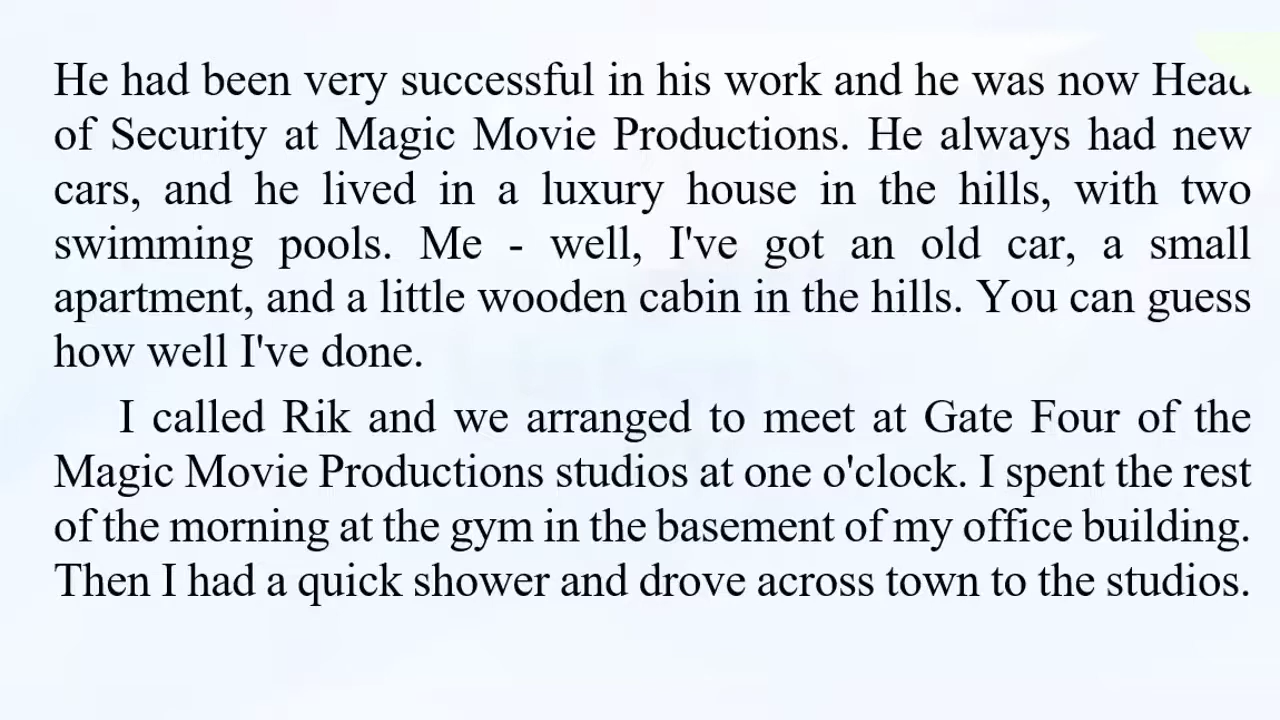 He had been very successful in his work and he was now Head
of Security at Magic Movie Productions. He always had new
cars, and he lived in a luxury house in the hills, with two
swimming pools. Me - well, I've got an old car, a small
apartment, and a little wooden cabin in the hills. You can guess
how well I've done.
I called Rik and we arranged to meet at Gate Four of the
Magic Movie Productions studios at one o'clock. I spent the rest
of the morning at the gym in the basement of my office building.
Then I had a quick shower and drove across town to the studios.